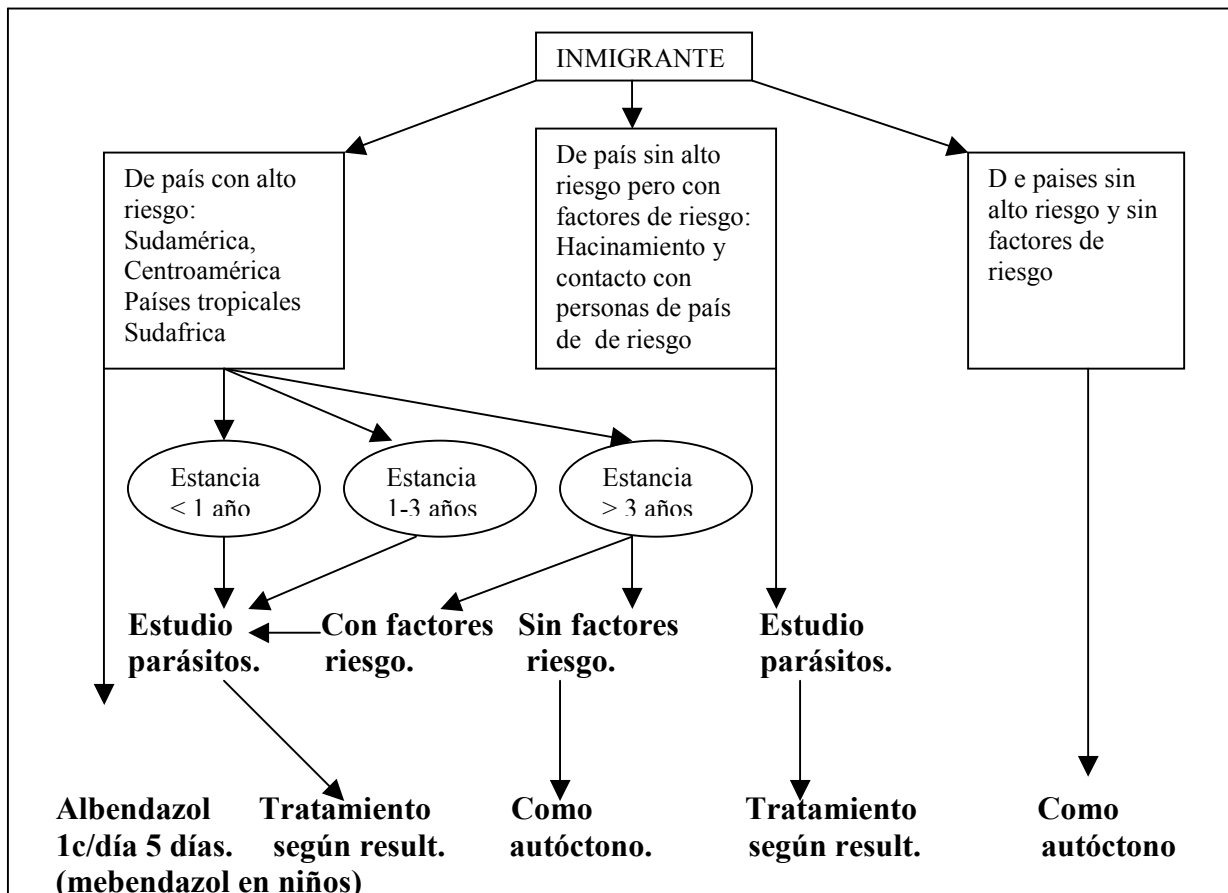 INMIGRANTE
De país con alto
riesgo:
Sudamérica,
Centroamérica
Países tropicales
Sudafrica
De país sin alto
riesgo pero con
factores de riesgo:
Hacinamiento y
contacto con
personas de país
de de riesgo
D e paises sin
alto riesgo y sin
factores de
riesgo
Estancia
< 1 año
Estancia
1-3 años
Estancia
> 3 años
Estudio
parásitos.
Con factores
riesgo.
Sin factores
riesgo.
Estudio
parásitos.
Albendazol
1c/día 5 días.
(mebendazol en niños)
Tratamiento
según result.
Como
autóctono.
Tratamiento
según result.
Como
autóctono